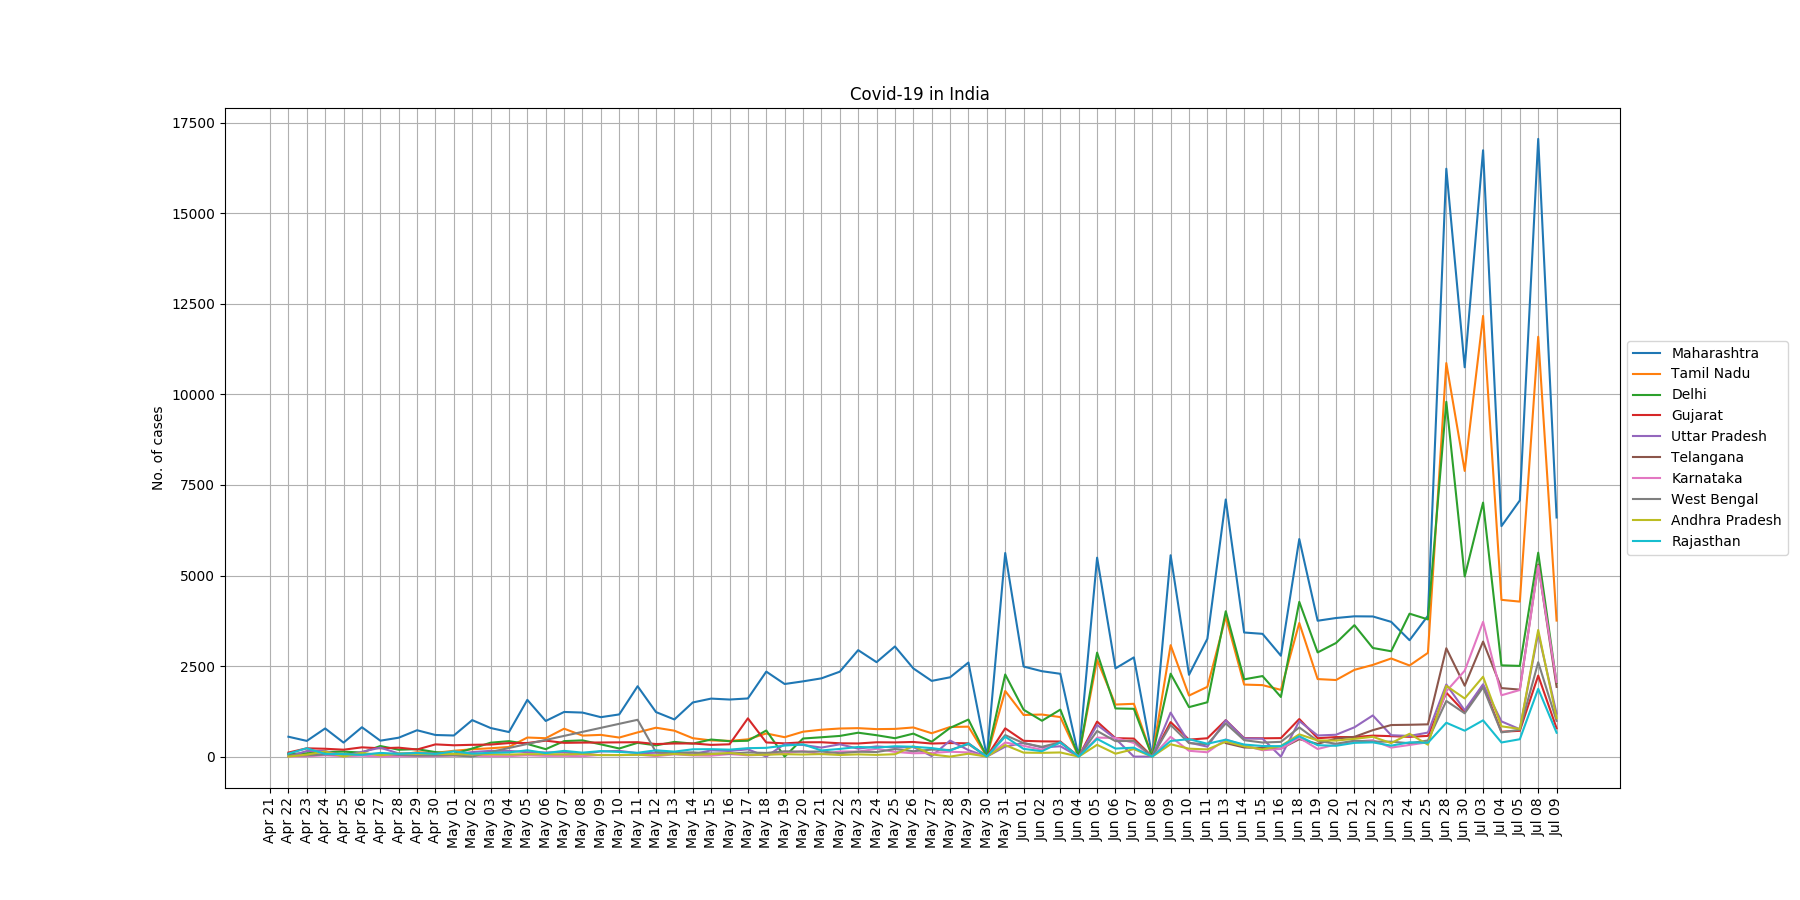 Covid-19 in India
No. of cases
17500
15000
12500
10000
7500
5000
2500
0
Apr 21
Apr 22
Apr 23
Apr 24
Apr 25
Apr 26
Apr 27
Apr 28
Apr 29
Apr 30
May 01
May 02
May 03
May 04
May 05
May 06
May 07
May 08
May 09
May 10
May 11
May 12
May 13
May 14
May 15
May 16
May 17
May 18
May 19
May 20
May 21
May 22
May 23
May 24
May 25
May 26
May 27
May 28
May 29
May 30
May 31
Jun 01
Jun 02
Jun 03
Jun 04
Jun 05
Jun 06
Jun 07
Jun 08
Jun 09
Jun 10
Jun 11
Jun 13
Jun 14
Jun 15
Jun 16
Jun 18
Jun 19
Jun 20
Jun 21
Jun 22
Jun 23
Jun 24
Jun 25
Jun 28
Jun 30
Jul 03
Jul 04
Jul 05
Jul 08
Jul 09
Maharashtra
Tamil Nadu
Delhi
Gujarat
Uttar Pradesh
Telangana
Karnataka
West Bengal
Andhra Pradesh
Rajasthan